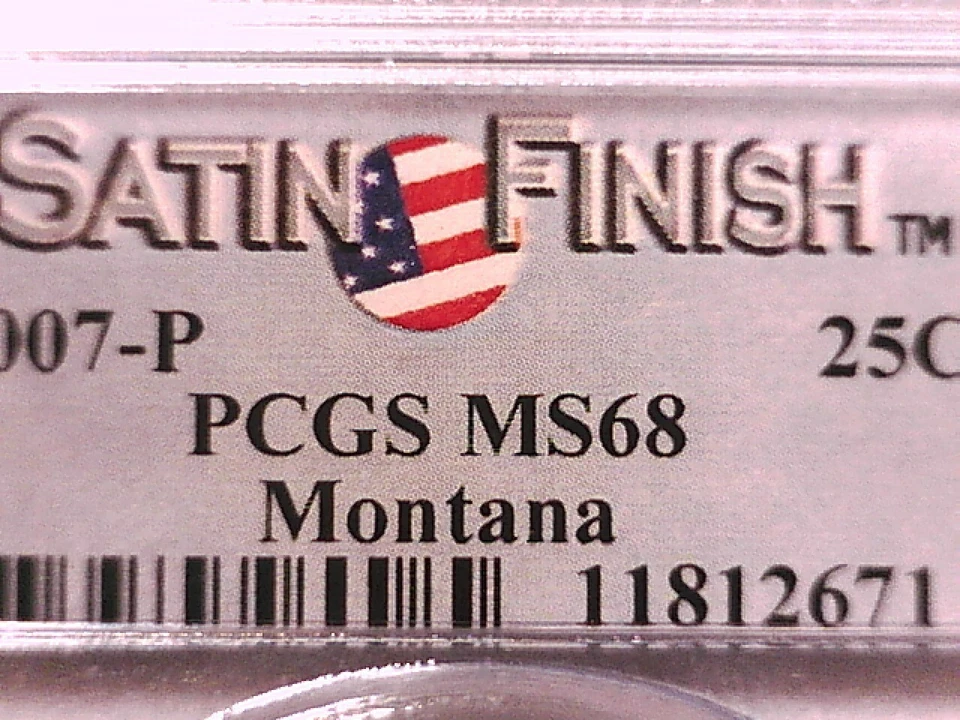 SATIN FINISH™
007-P 25C
PCGS MS68
Montana
11812671